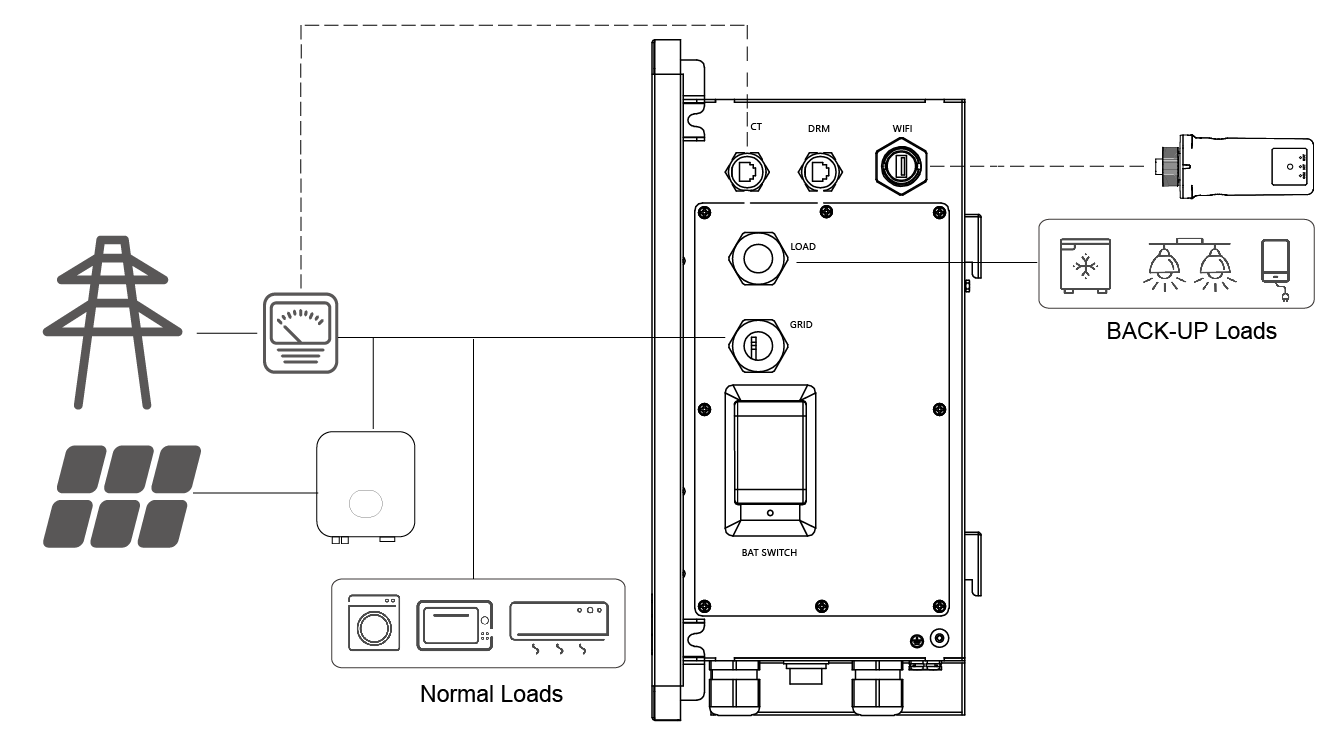 CT
DRM
WIFI
LOAD
GRID
BACK-UP Loads
BAT SWITCH
Normal Loads